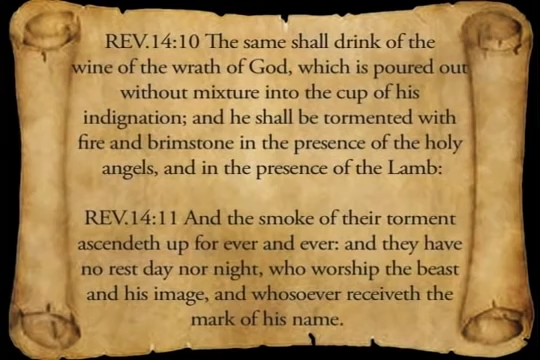 REV.14:10 The same shall drink of the
wine of the wrath of God, which is poured out
without mixture into the cup of his
indignation; and he shall be tormented with
fire and brimstone in the presence of the holy
angels, and in the presence of the Lamb:
REV.14:11 And the smoke of their torment
ascendeth up for ever and ever: and they have
no rest day nor night, who worship the beast
and his image, and whosoever receiveth the
mark of his name.